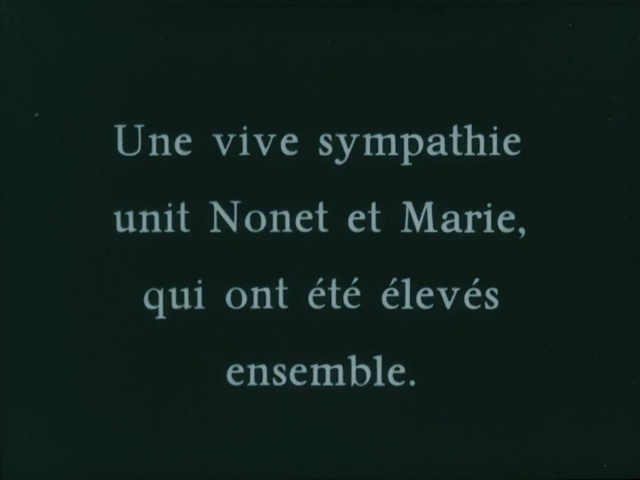 Une vive sympathie
unit Nonet et Marie,
qui ont été élevés
ensemble.